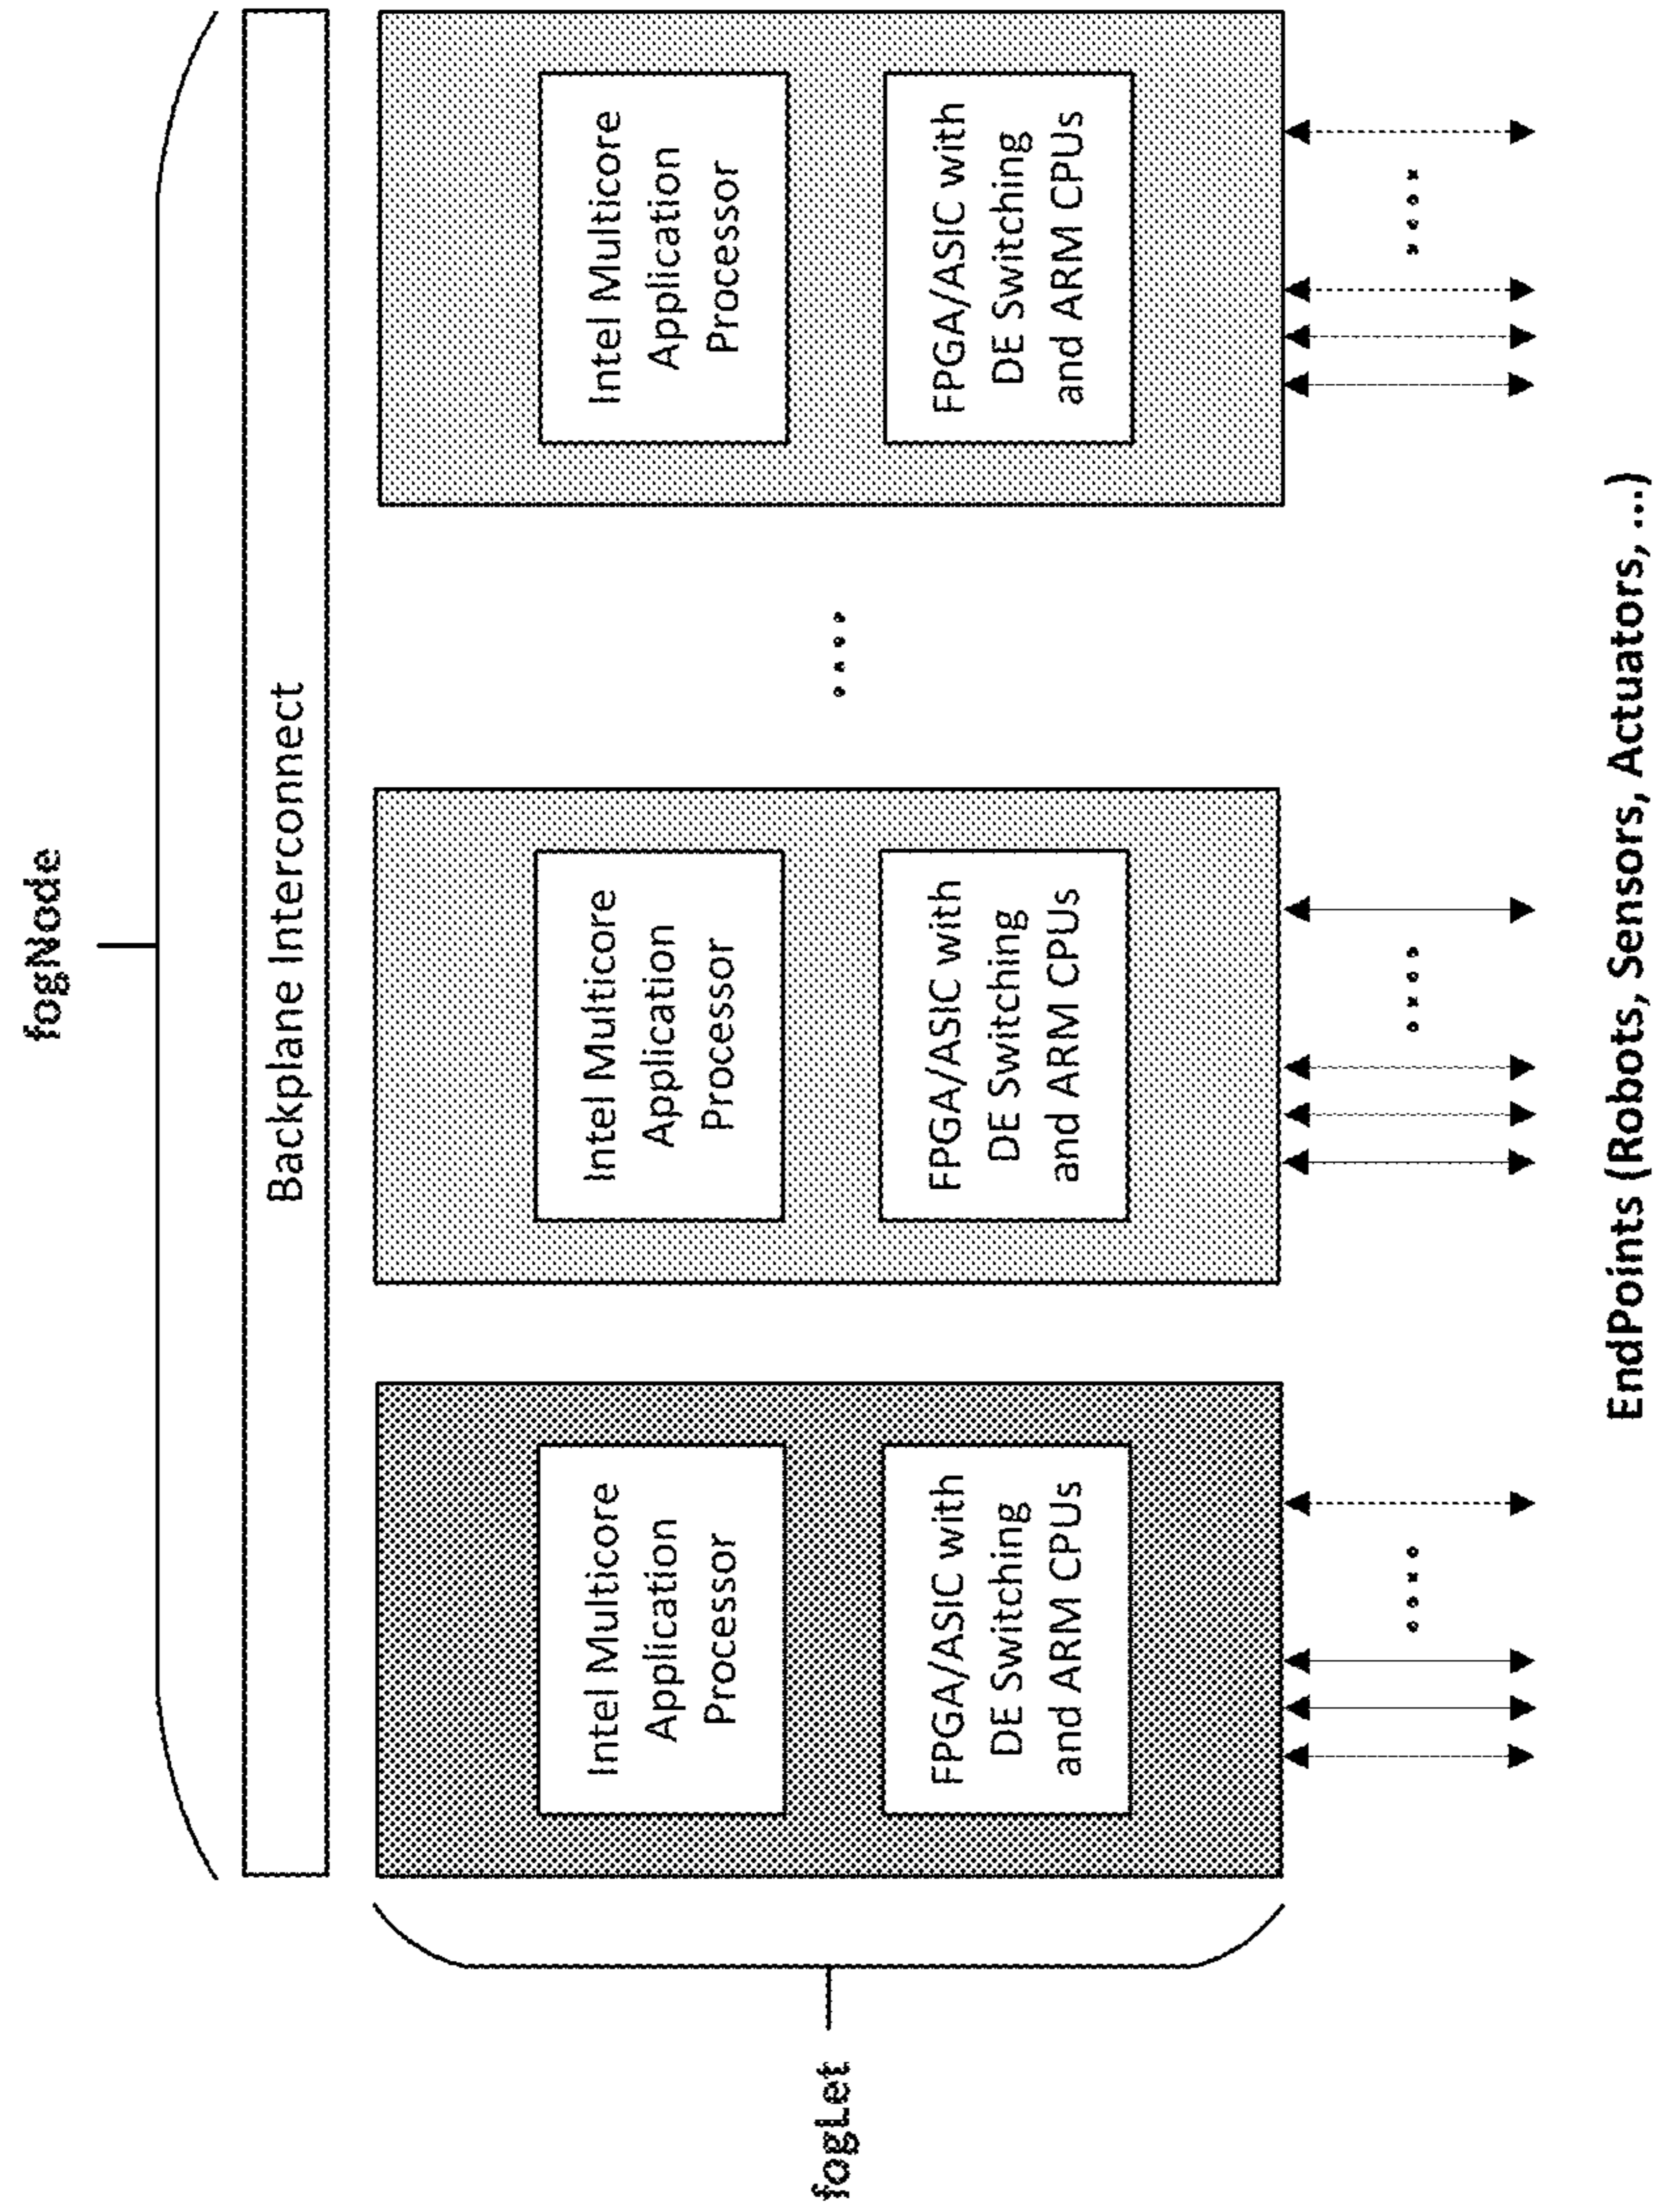 fogNode
Backplane Interconnect
fogLet
Intel Multicore
Application
Processor
FPGA/ASIC with
DE Switching
and ARM CPUs
Intel Multicore
Application
Processor
FPGA/ASIC with
DE Switching
and ARM CPUs
Intel Multicore
Application
Processor
FPGA/ASIC with
DE Switching
and ARM CPUs
EndPoints (Robots, Sensors, Actuators, ...)